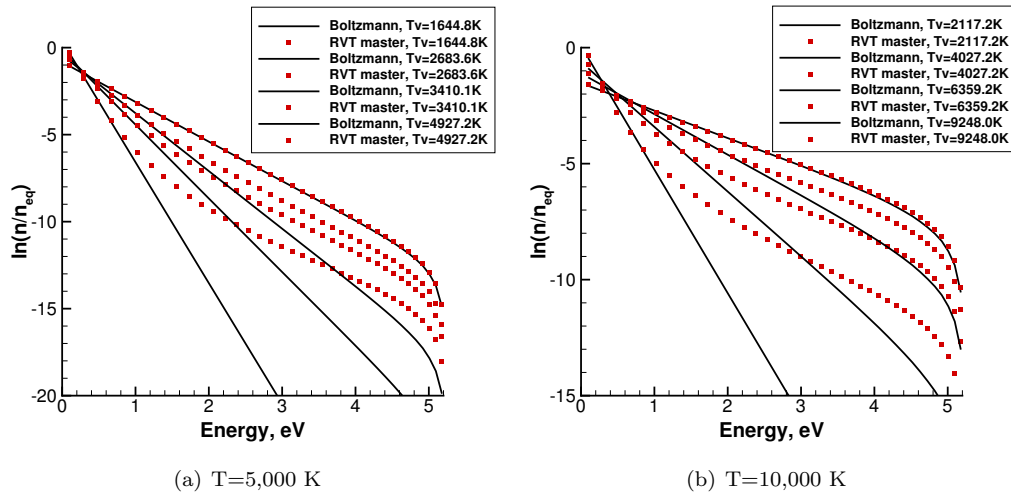 Boltzmann, Tv=1644.8K
RVT master, Tv=1644.8K
Boltzmann, Tv=2683.6K
RVT master, Tv=2683.6K
Boltzmann, Tv=3410.1K
RVT master, Tv=3410.1K
Boltzmann, Tv=4927.2K
RVT master, Tv=4927.2K
0
-5
-10
-15
-20
ln(n/n_eq)
0 1 2 3 4 5
Energy, eV
(a) T=5,000 K
Boltzmann, Tv=2117.2K
RVT master, Tv=2117.2K
Boltzmann, Tv=4027.2K
RVT master, Tv=4027.2K
Boltzmann, Tv=6359.2K
RVT master, Tv=6359.2K
Boltzmann, Tv=9248.0K
RVT master, Tv=9248.0K
0
-5
-10
-15
ln(n/n_eq)
0 1 2 3 4 5
Energy, eV
(b) T=10,000 K